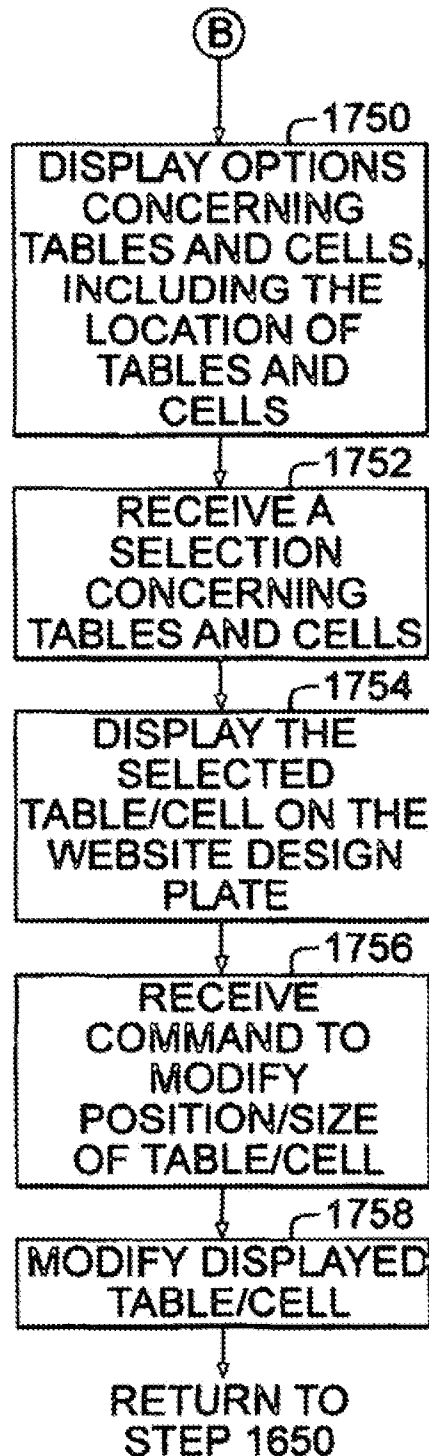 B
1750
DISPLAY OPTIONS
CONCERNING
TABLES AND CELLS,
INCLUDING THE
LOCATION OF
TABLES AND
CELLS
1752
RECEIVE A
SELECTION
CONCERNING
TABLES AND CELLS
1754
DISPLAY THE
SELECTED
TABLE/CELL ON THE
WEBSITE DESIGN
PLATE
1756
RECEIVE
COMMAND TO
MODIFY
POSITION/SIZE
OF TABLE/CELL
1758
MODIFY DISPLAYED
TABLE/CELL
RETURN TO
STEP 1650